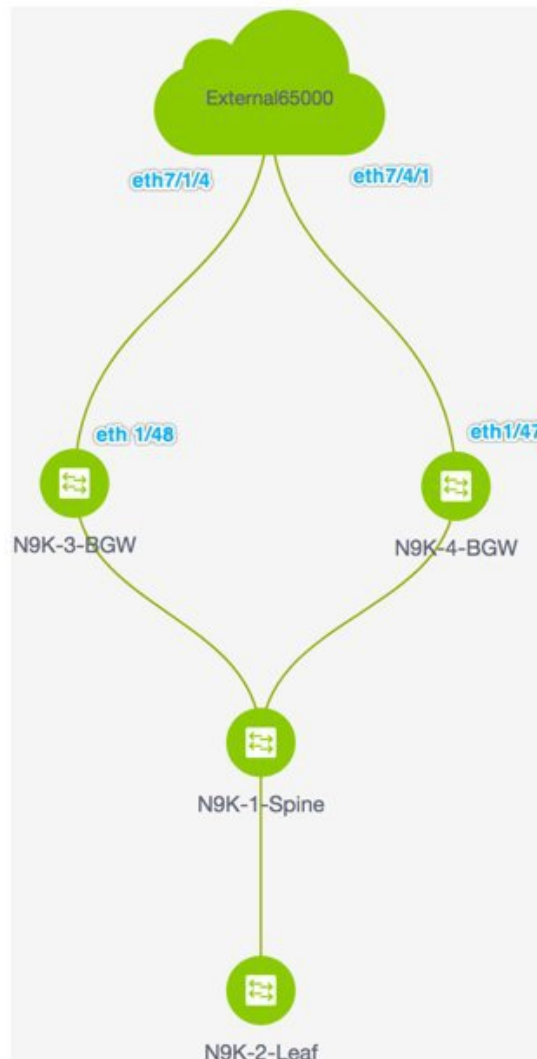 External65000
eth7/1/4
eth7/4/1
eth 1/48
eth1/47
N9K-3-BGW
N9K-4-BGW
N9K-1-Spine
N9K-2-Leaf